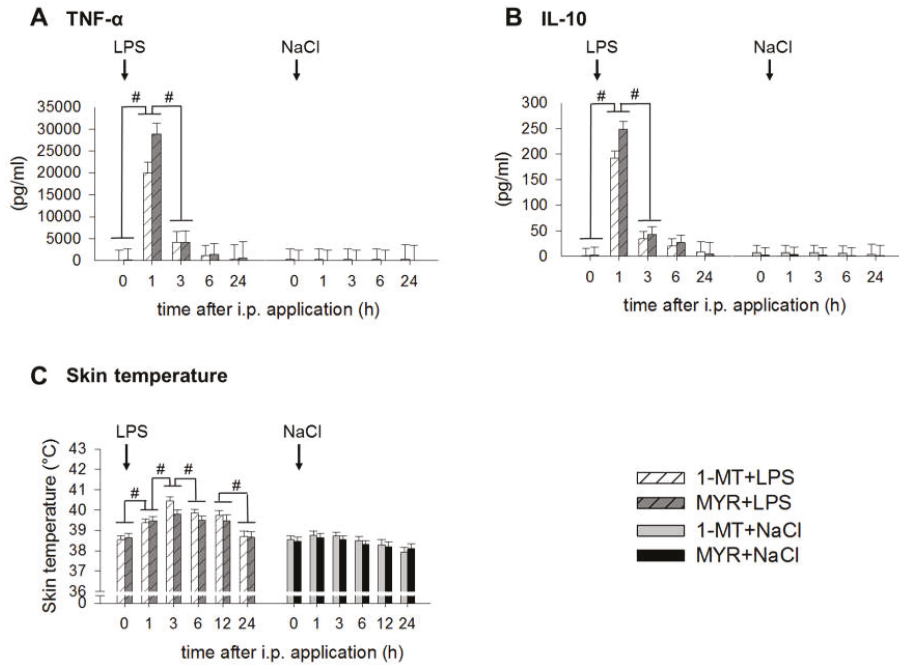 A TNF-α
LPS
NaCl
# #
35000
30000
25000
20000
15000
10000
5000
0
(pg/ml)
0 1 3 6 24 0 1 3 6 24
time after i.p. application (h)
B IL-10
LPS
NaCl
# #
300
250
200
150
100
50
0
(pg/ml)
0 1 3 6 24 0 1 3 6 24
time after i.p. application (h)
C Skin temperature
LPS
NaCl
# # # #
43
42
41
40
39
38
37
36
0
Skin temperature (°C)
0 1 3 6 12 24 0 1 3 6 12 24
time after i.p. application (h)
1-MT+LPS
MYR+LPS
1-MT+NaCl
MYR+NaCl